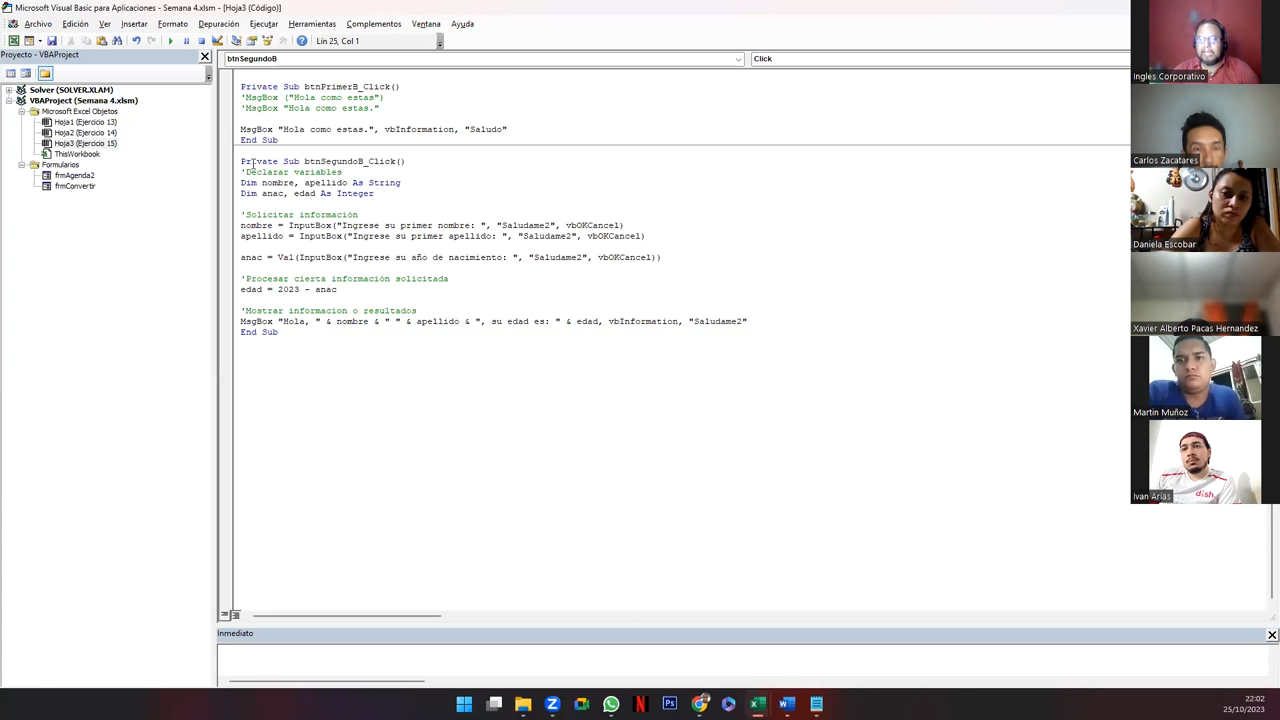 Microsoft Visual Basic para Aplicaciones - Semana 4.xlsm - [Hoja3 (Código)]
Archivo Edición Ver Insertar Formato Depuración Ejecutar Herramientas Complementos Ventana Ayuda
Lín 25, Col 1
Proyecto - VBAProject
btnSegundoB
Click
Solver (SOLVER.XLAM)
VBAProject (Semana 4.xlsm)
Microsoft Excel Objetos
Hoja1 (Ejercicio 13)
Hoja2 (Ejercicio 14)
Hoja3 (Ejercicio 15)
ThisWorkbook
Formularios
frmAgenda2
frmConvertir
Private Sub btnPrimerB_Click()
'MsgBox ("Hola como estas")
'MsgBox "Hola como estas."
MsgBox "Hola como estas.", vbInformation, "Saludo"
End Sub
Private Sub btnSegundoB_Click()
'Declarar variables
Dim nombre, apellido As String
Dim anac, edad As Integer
'Solicitar información
nombre = InputBox("Ingrese su primer nombre: ", "Saludame2", vbOKCancel)
apellido = InputBox("Ingrese su primer apellido: ", "Saludame2", vbOKCancel)
anac = Val(InputBox("Ingrese su año de nacimiento: ", "Saludame2", vbOKCancel))
'Procesar cierta información solicitada
edad = 2023 - anac
'Mostrar informacion o resultados
MsgBox "Hola, " & nombre & " " & apellido & ", su edad es: " & edad, vbInformation, "Saludame2"
End Sub
Inmediato
Ingles Corporativo
Carlos Zacatares
Daniela Escobar
Xavier Alberto Pacas Hernandez
Martin Muñoz
Ivan Arias
dish
Ps
22:02
25/10/2023